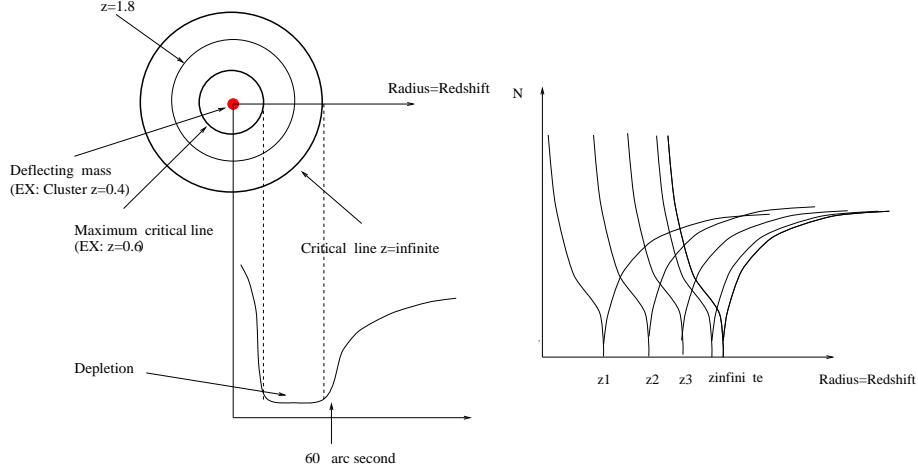 z=1.8
Radius=Redshift
Deflecting mass
(EX: Cluster z=0.4)
Maximum critical line
(EX: z=0.6)
Critical line z=infinite
Depletion
60 arc second
N
z1
z2
z3
zinfini te
Radius=Redshift